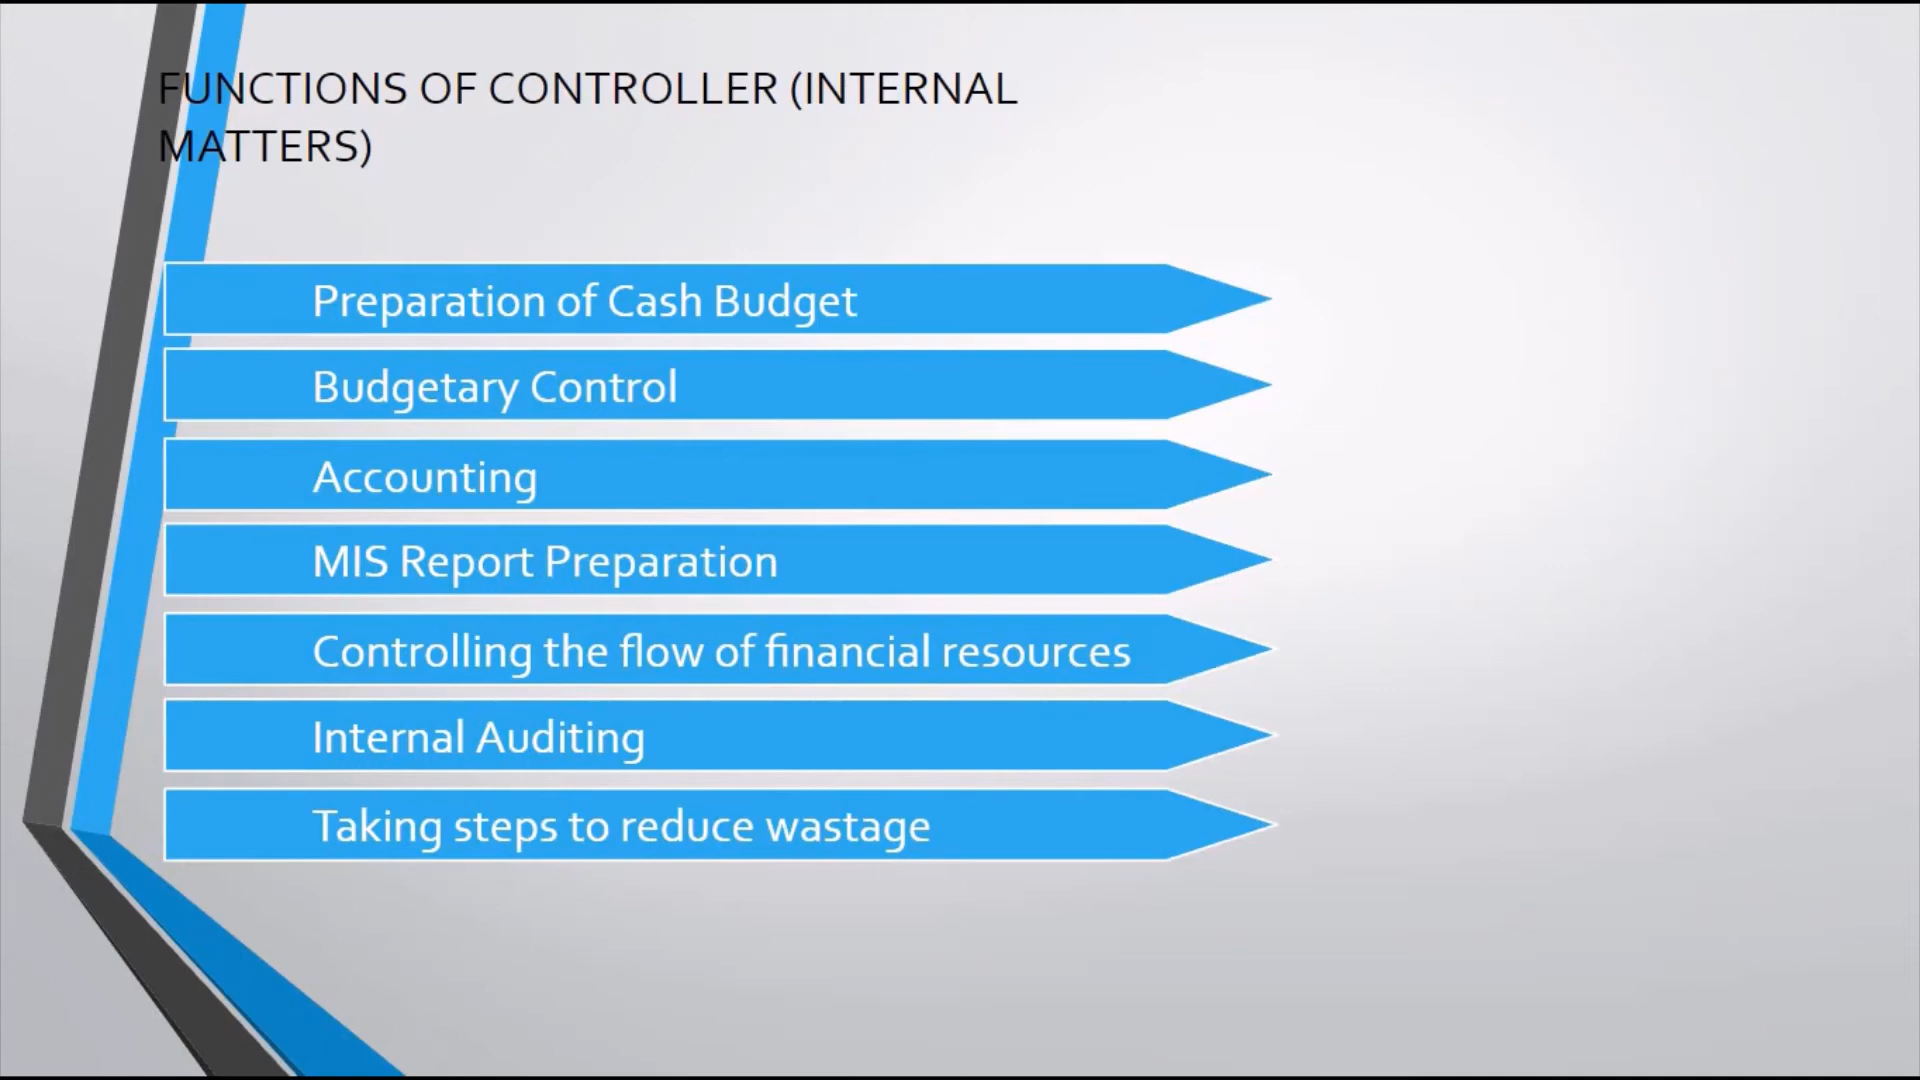 FUNCTIONS OF CONTROLLER (INTERNAL
MATTERS)
Preparation of Cash Budget
Budgetary Control
Accounting
MIS Report Preparation
Controlling the flow of financial resources
Internal Auditing
Taking steps to reduce wastage